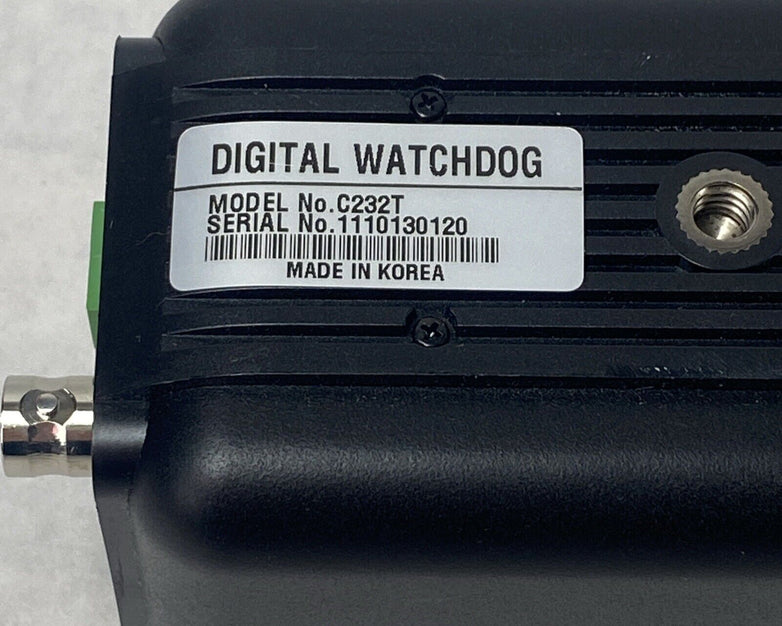 DIGITAL WATCHDOG
MODEL No.C232T
SERIAL No.1110130120
MADE IN KOREA